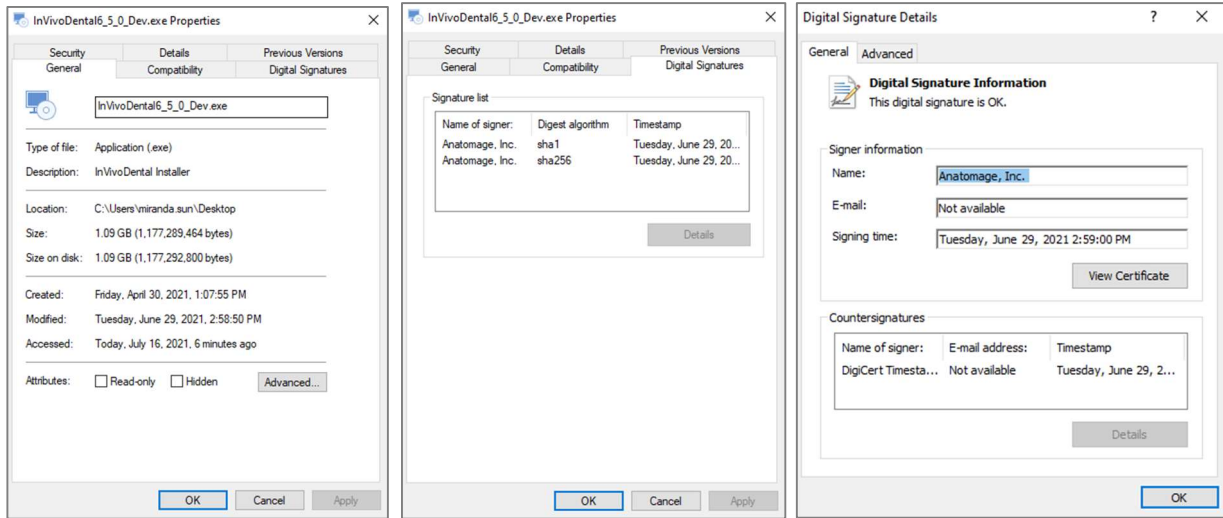 InVivoDental6_5_0_Dev.exe Properties
Security Details Previous Versions
General Compatibility Digital Signatures
InVivoDental6_5_0_Dev.exe
Type of file: Application (.exe)
Description: InVivoDental Installer
Location: C:\Users\miranda.sun\Desktop
Size: 1.09 GB (1,177,289,464 bytes)
Size on disk: 1.09 GB (1,177,292,800 bytes)
Created: Friday, April 30, 2021, 1:07:55 PM
Modified: Tuesday, June 29, 2021, 2:58:50 PM
Accessed: Today, July 16, 2021, 6 minutes ago
Attributes: Read-only Hidden Advanced...
OK Cancel Apply
InVivoDental6_5_0_Dev.exe Properties
Security Details Previous Versions
General Compatibility Digital Signatures
Signature list
Name of signer: Digest algorithm Timestamp
Anatomage, Inc. sha1 Tuesday, June 29, 20...
Anatomage, Inc. sha256 Tuesday, June 29, 20...
Details
OK Cancel Apply
Digital Signature Details ?
General Advanced
Digital Signature Information
This digital signature is OK.
Signer information
Name: Anatomage, Inc.
E-mail: Not available
Signing time: Tuesday, June 29, 2021 2:59:00 PM
View Certificate
Countersignatures
Name of signer: E-mail address: Timestamp
DigiCert Timesta... Not available Tuesday, June 29, 2...
Details
OK